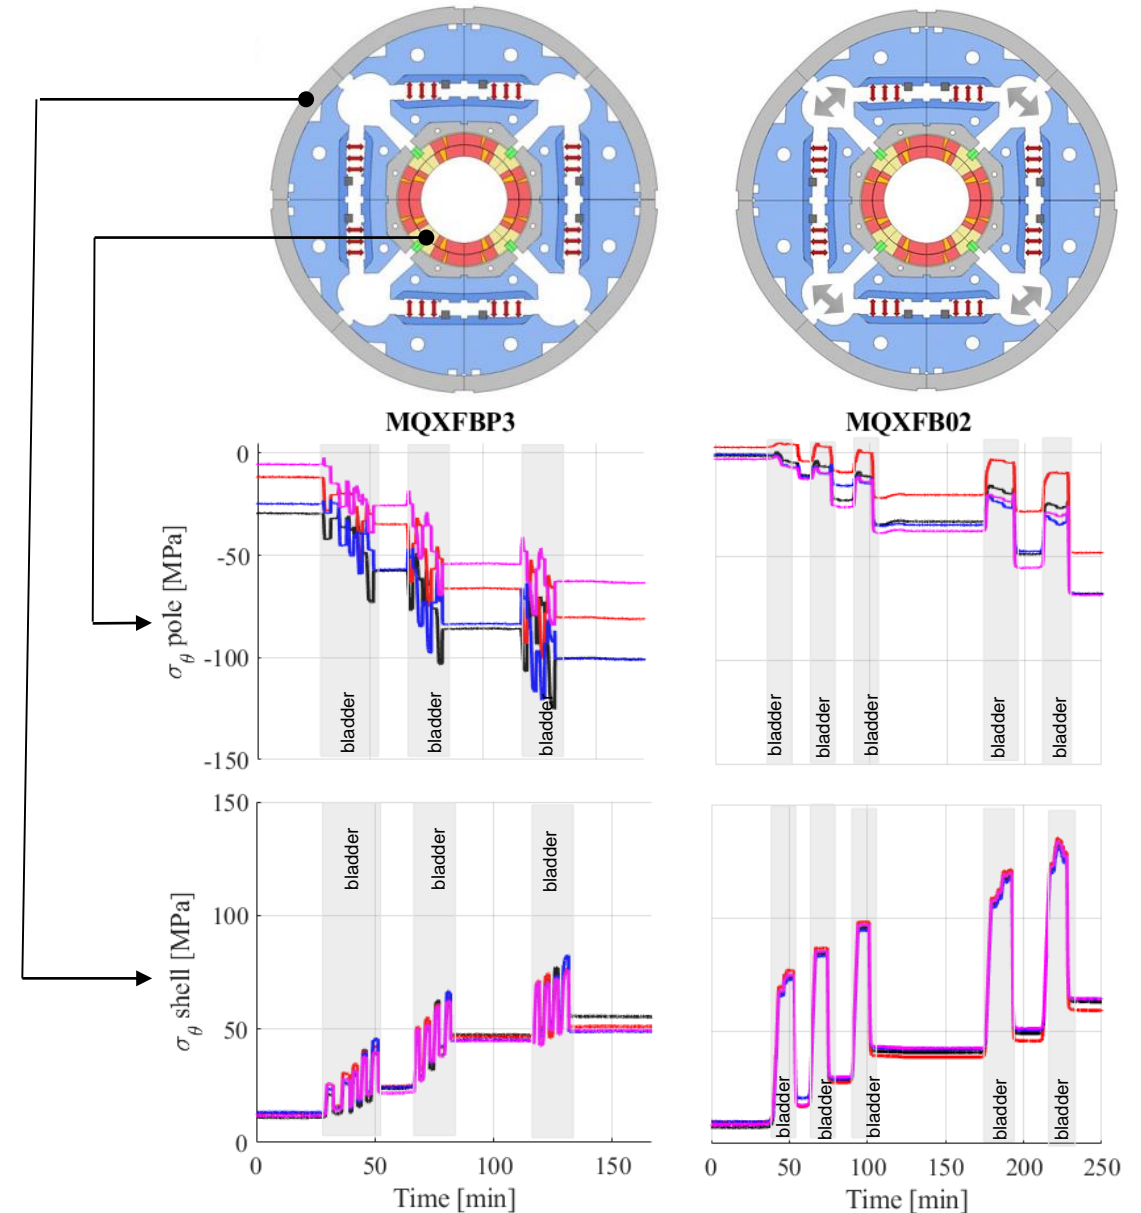 MQXFBP3
MQXFB02
σθ pole [MPa]
0
-50
-100
-150
bladder
bladder
bladder
bladder
bladder
bladder
bladder
bladder
σθ shell [MPa]
150
100
50
0
bladder
bladder
bladder
bladder
bladder
bladder
bladder
bladder
0 50 100 150
Time [min]
0 50 100 150 200 250
Time [min]